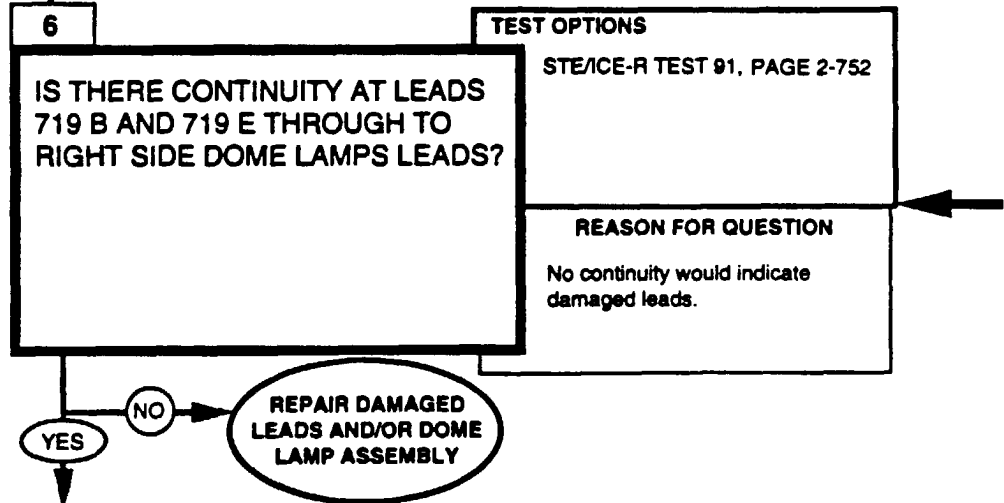 6
IS THERE CONTINUITY AT LEADS
719 B AND 719 E THROUGH TO
RIGHT SIDE DOME LAMPS LEADS?
TEST OPTIONS
STE/ICE-R TEST 91, PAGE 2-752
REASON FOR QUESTION
No continuity would indicate
damaged leads.
NO
REPAIR DAMAGED
LEADS AND/OR DOME
LAMP ASSEMBLY
YES